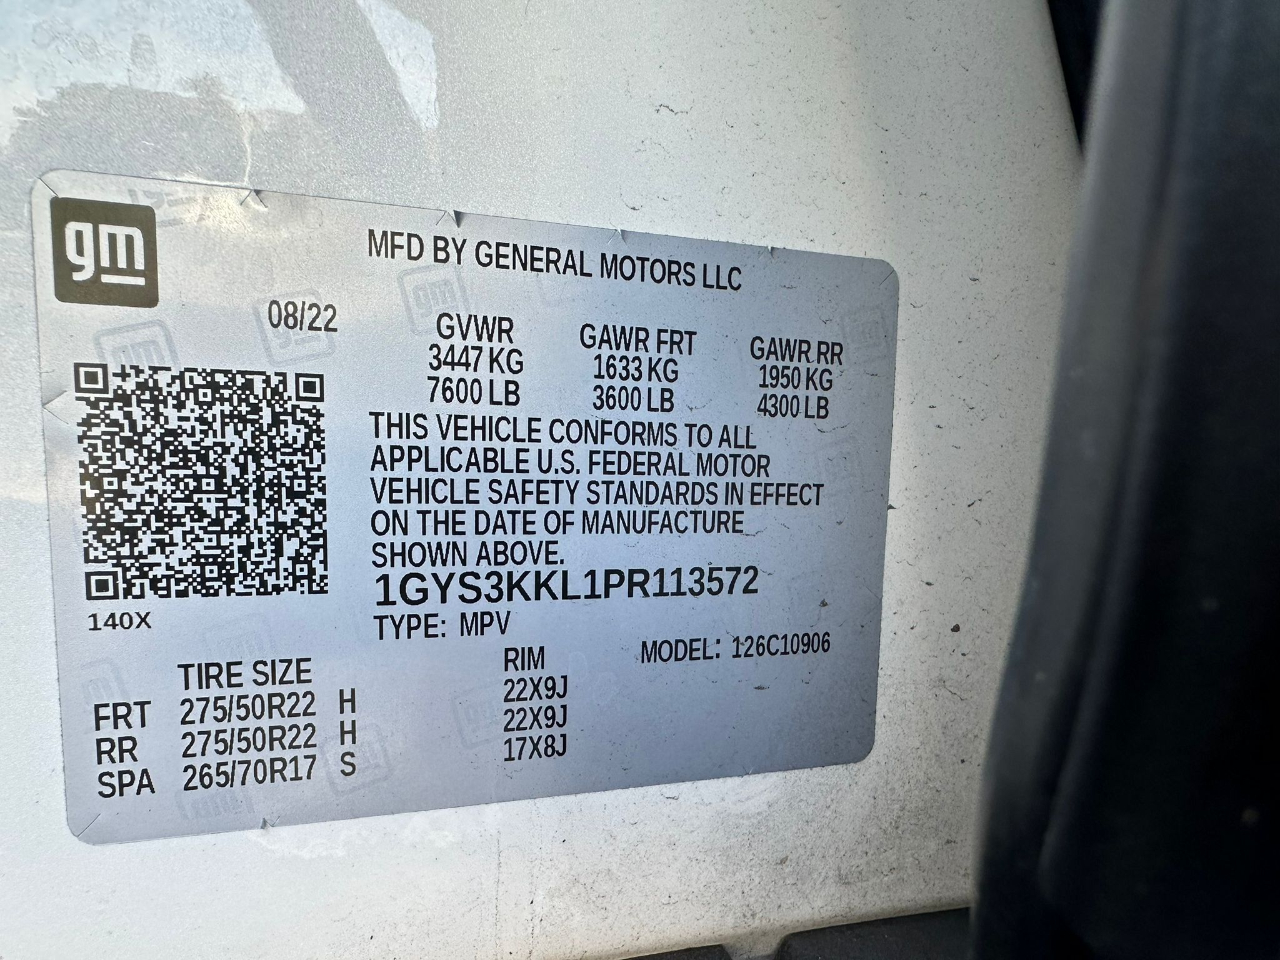 gm
MFD BY GENERAL MOTORS LLC
08/22
GVWR GAWR FRT GAWR RR
3447 KG 1633 KG 1950 KG
7600 LB 3600 LB 4300 LB
THIS VEHICLE CONFORMS TO ALL
APPLICABLE U.S. FEDERAL MOTOR
VEHICLE SAFETY STANDARDS IN EFFECT
ON THE DATE OF MANUFACTURE
SHOWN ABOVE.
1GYS3KKL1PR113572
140X
TYPE: MPV MODEL: 126C10906
TIRE SIZE RIM
FRT 275/50R22 H 22X9J
RR 275/50R22 H 22X9J
SPA 265/70R17 S 17X8J